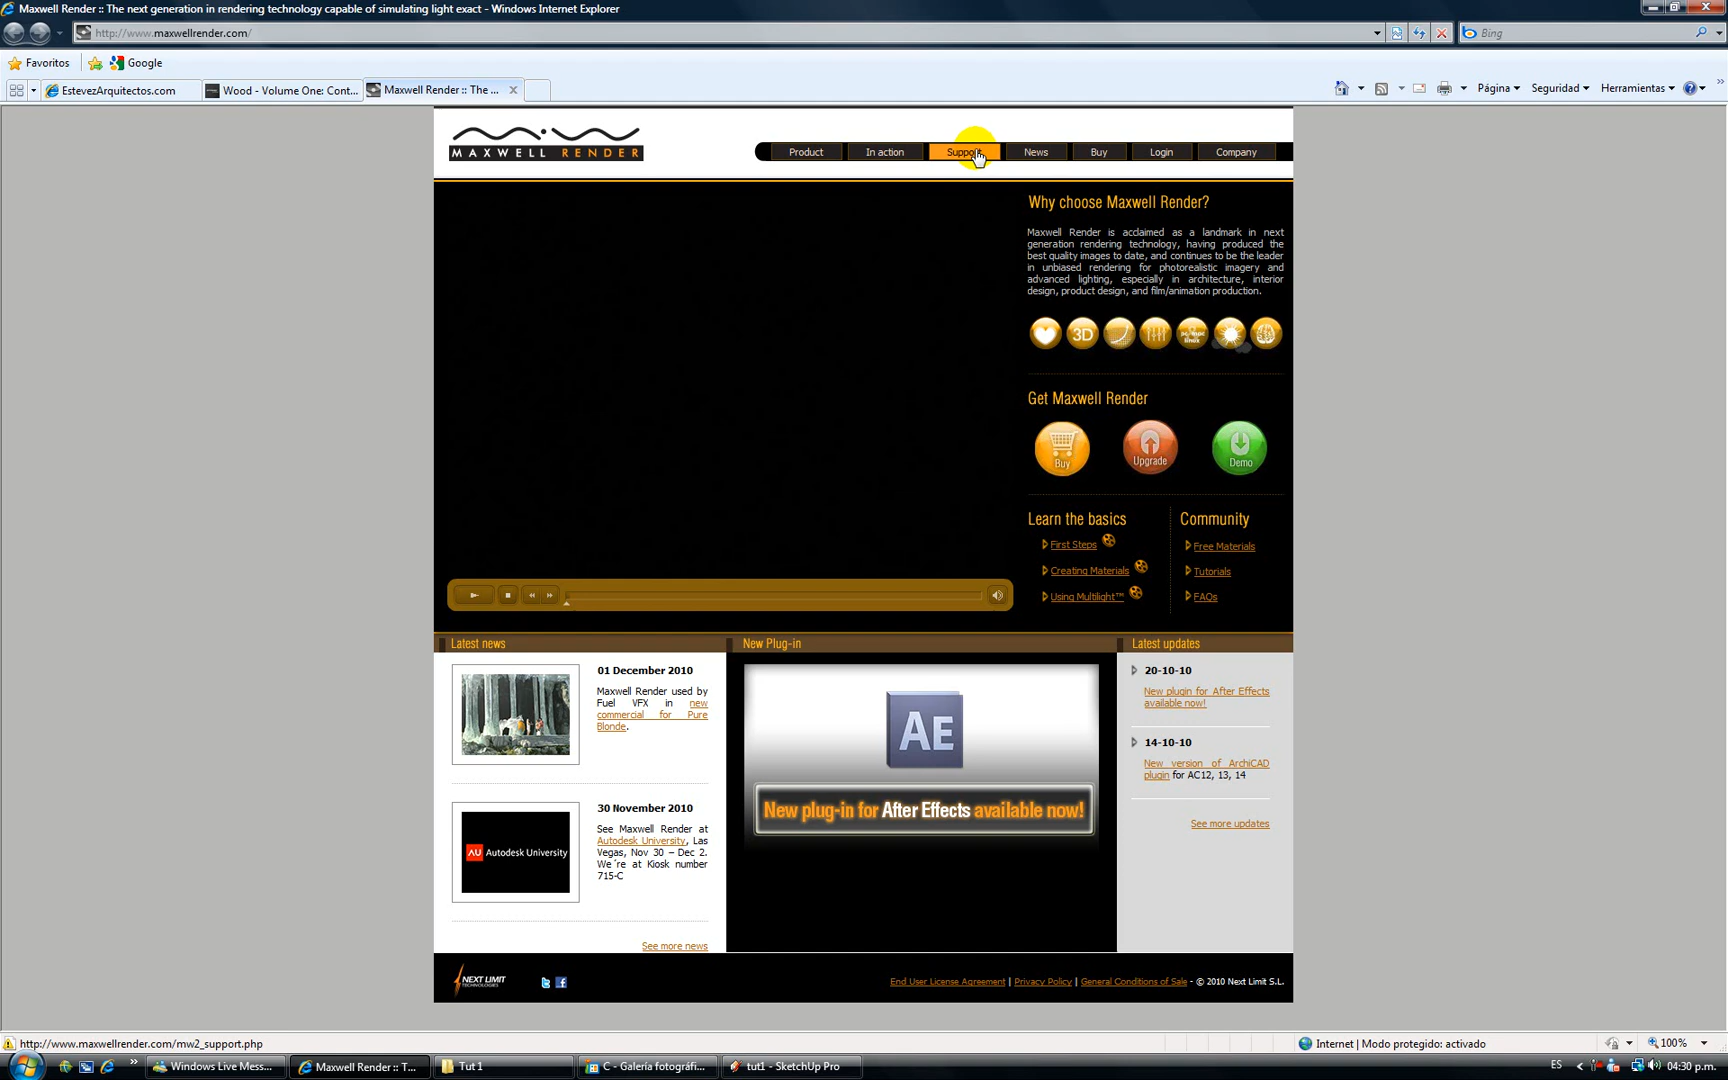 Maxwell Render :: The next generation in rendering technology capable of simulating light exact - Windows Internet Explorer
http://www.maxwellrender.com/
Bing
Favoritos
Google
EstevezArquitectos.com
Wood - Volume One: Cont...
Maxwell Render :: The ...
Página
Seguridad
Herramientas
MAXWELL RENDER
Product
In action
Support
News
Buy
Login
Company
Why choose Maxwell Render?
Maxwell Render is acclaimed as a landmark in next
generation rendering technology, having produced the
best quality images to date, and continues to be the leader
in unbiased rendering for photorealistic imagery and
advanced lighting, especially in architecture, interior
design, product design, and film/animation production.
3D
pc mac
linux
Get Maxwell Render
Buy
Upgrade
Demo
Learn the basics
First Steps
Creating Materials
Using Multilight™
Community
Free Materials
Tutorials
FAQs
Latest news
01 December 2010
Maxwell Render used by
Fuel VFX in new
commercial for Pure
Blonde.
30 November 2010
AU Autodesk University
See Maxwell Render at
Autodesk University, Las
Vegas, Nov 30 – Dec 2.
We´re at Kiosk number
715-C
See more news
New Plug-in
AE
New plug-in for After Effects available now!
Latest updates
20-10-10
New plugin for After Effects
available now!
14-10-10
New version of ArchiCAD
plugin for AC12, 13, 14
See more updates
NEXT LIMIT
TECHNOLOGIES
End User License Agreement | Privacy Policy | General Conditions of Sale - © 2010 Next Limit S.L.
http://www.maxwellrender.com/mw2_support.php
Internet | Modo protegido: activado
100%
Windows Live Mess...
Maxwell Render :: T...
Tut 1
C - Galería fotográfi...
tut1 - SketchUp Pro
ES
04:30 p.m.